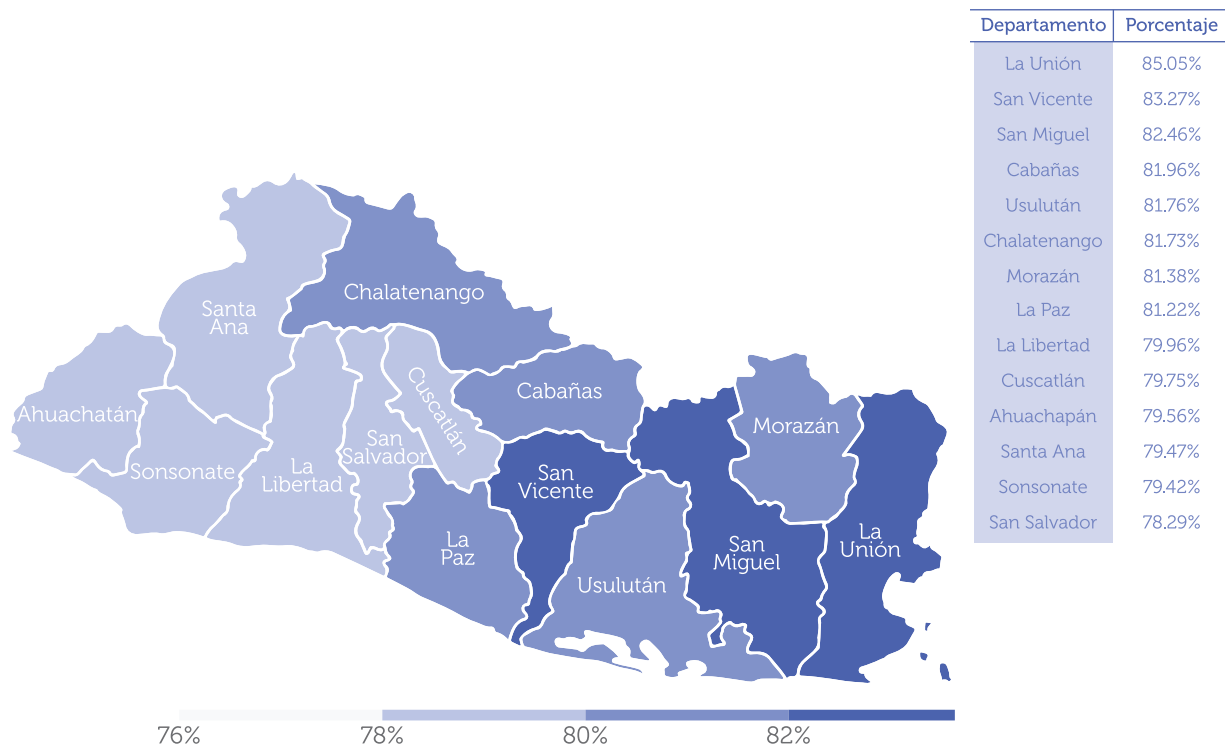 Departamento Porcentaje
La Unión 85.05%
San Vicente 83.27%
San Miguel 82.46%
Cabañas 81.96%
Usulután 81.76%
Chalatenango 81.73%
Morazán 81.38%
La Paz 81.22%
La Libertad 79.96%
Cuscatlán 79.75%
Ahuachapán 79.56%
Santa Ana 79.47%
Sonsonate 79.42%
San Salvador 78.29%
Chalatenango
Santa
Ana
Cuscatlán
Cabañas
Ahuachatán
Morazán
San
Salvador
Sonsonate
La
Libertad
San
Vicente
La
Paz
San
Miguel
La
Unión
Usulután
76% 78% 80% 82%